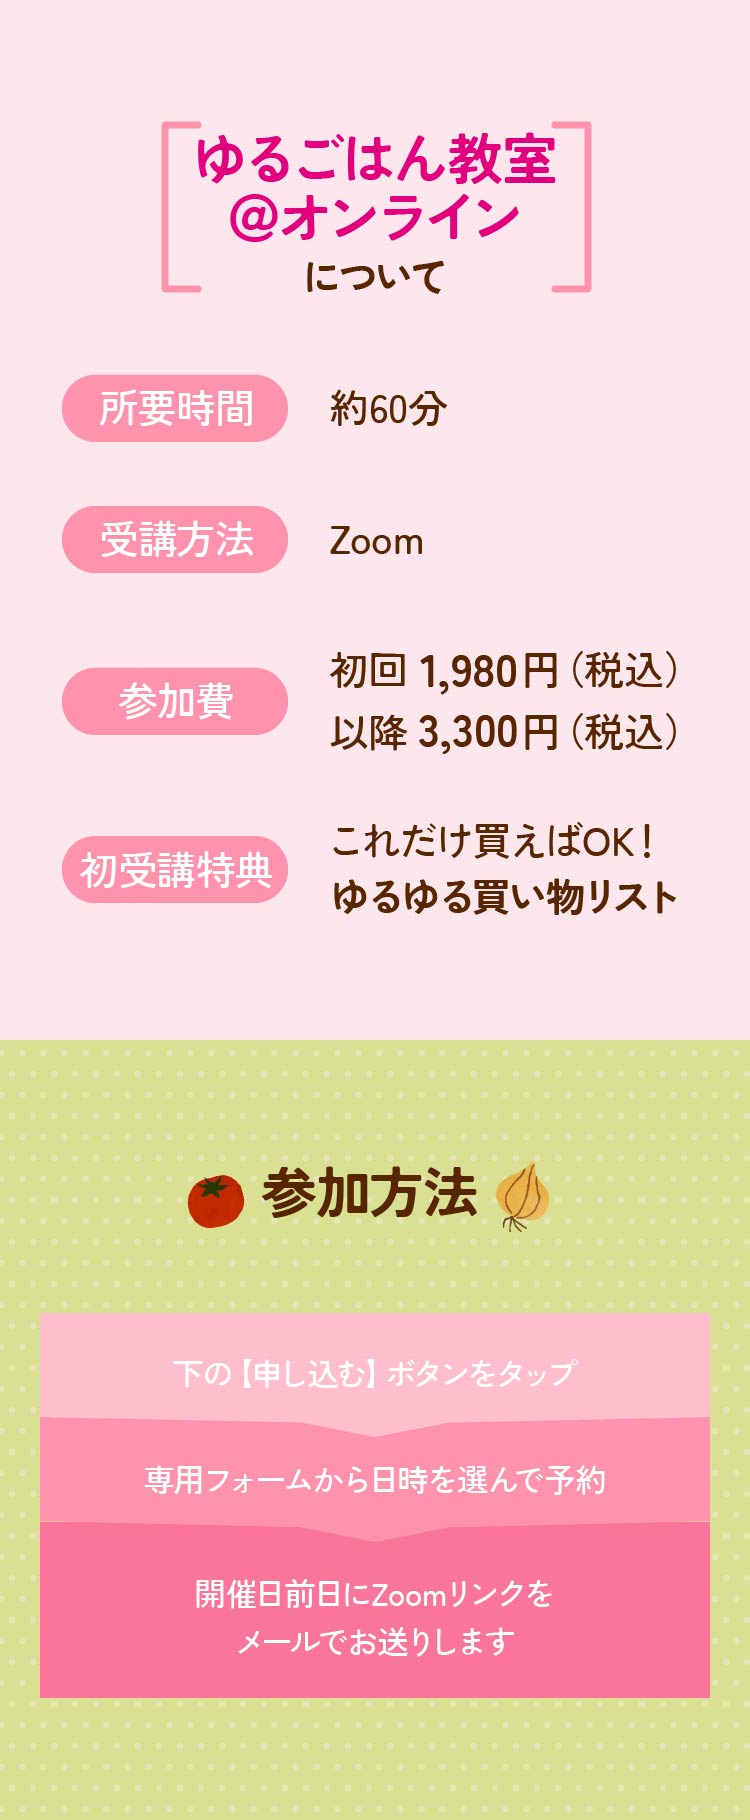 ゆるごはん教室
@オンライン
について
所要時間 約60分
受講方法 Zoom
参加費 初回 1,980円（税込）
以降 3,300円（税込）
初受講特典 これだけ買えばOK！
ゆるゆる買い物リスト
参加方法
下の【申し込む】ボタンをタップ
専用フォームから日時を選んで予約
開催日前日にZoomリンクを
メールでお送りします